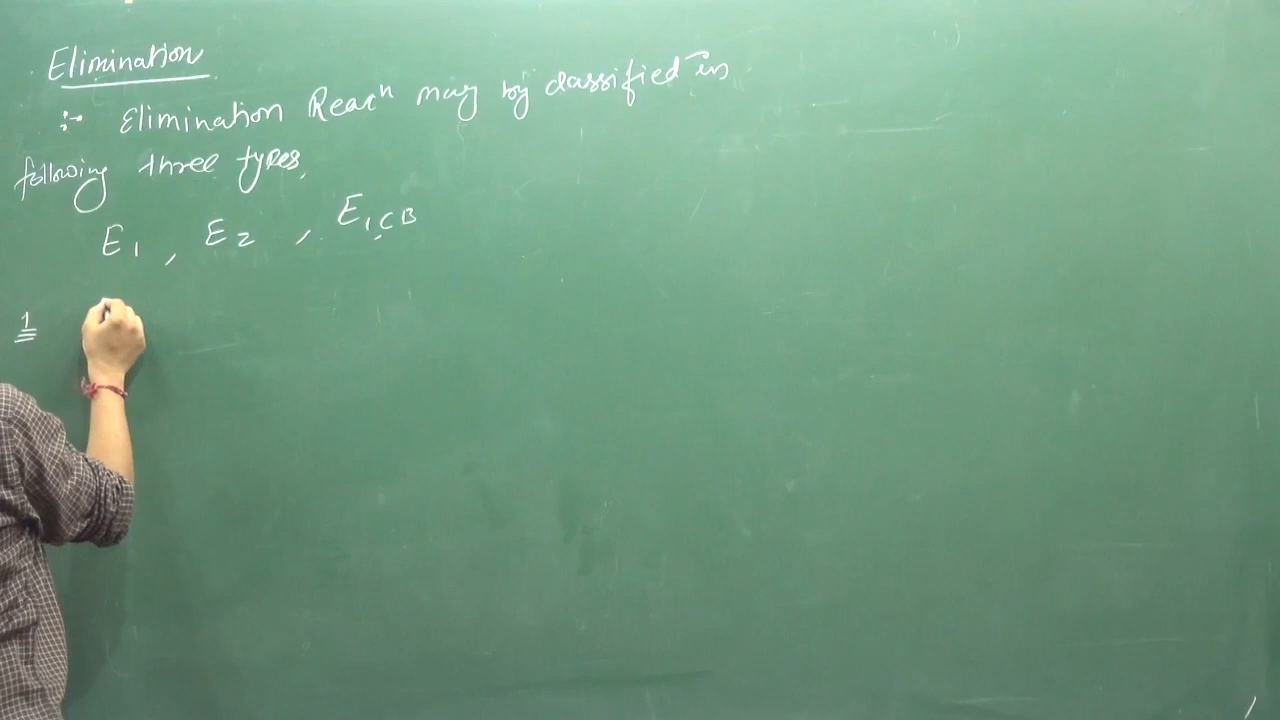 Elimination
:- Elimination Reacⁿ may by classified in
following three types,
E1 , E2 , E1CB
1